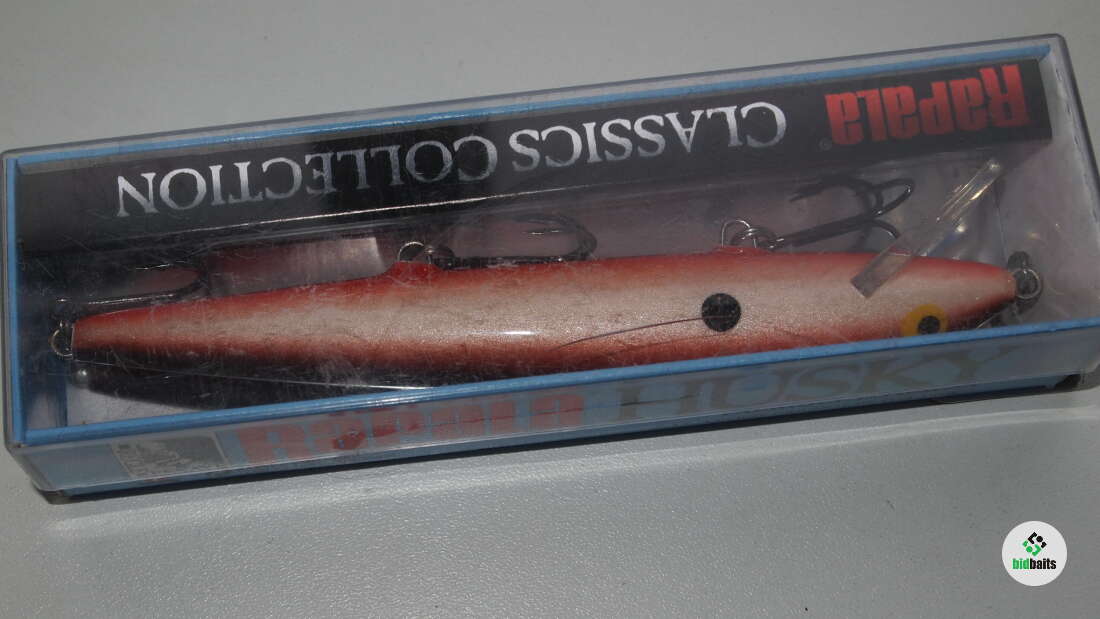 Rapala®
CLASSICS COLLECTION
Rapala HUSKY
bidbaits